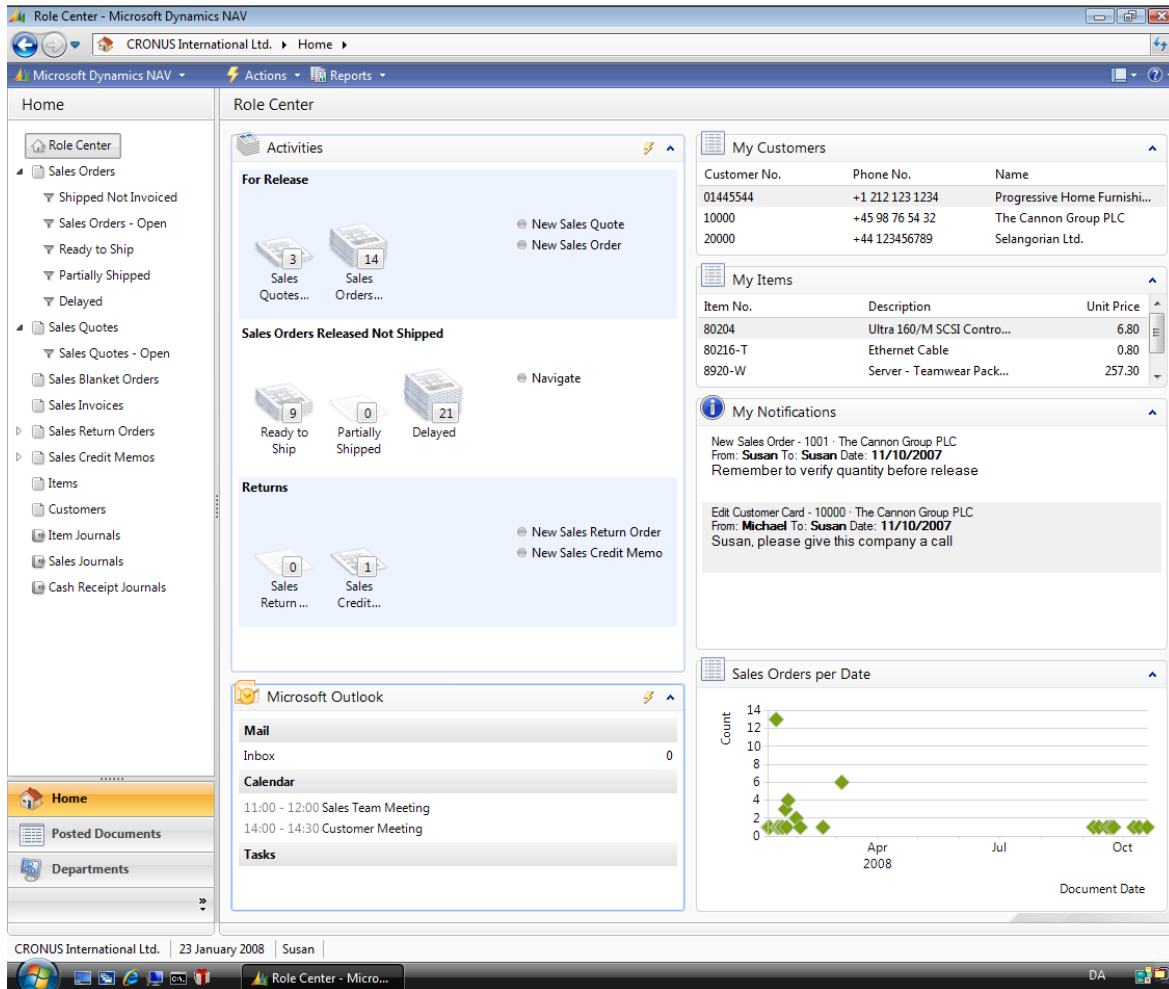 Role Center - Microsoft Dynamics NAV
CRONUS International Ltd. Home
Microsoft Dynamics NAV Actions Reports
Home
Role Center
Role Center
Sales Orders
Shipped Not Invoiced
Sales Orders - Open
Ready to Ship
Partially Shipped
Delayed
Sales Quotes
Sales Quotes - Open
Sales Blanket Orders
Sales Invoices
Sales Return Orders
Sales Credit Memos
Items
Customers
Item Journals
Sales Journals
Cash Receipt Journals
Home
Posted Documents
Departments
Activities
For Release
3 14
Sales Sales
Quotes... Orders...
New Sales Quote
New Sales Order
Sales Orders Released Not Shipped
9 0 21
Ready to Partially Delayed
Ship Shipped
Navigate
Returns
0 1
Sales Sales
Return ... Credit...
New Sales Return Order
New Sales Credit Memo
Microsoft Outlook
Mail
Inbox 0
Calendar
11:00 - 12:00 Sales Team Meeting
14:00 - 14:30 Customer Meeting
Tasks
My Customers
Customer No. Phone No. Name
01445544 +1 212 123 1234 Progressive Home Furnishi...
10000 +45 98 76 54 32 The Cannon Group PLC
20000 +44 123456789 Selangorian Ltd.
My Items
Item No. Description Unit Price
80204 Ultra 160/M SCSI Contro... 6.80
80216-T Ethernet Cable 0.80
8920-W Server - Teamwear Pack... 257.30
My Notifications
New Sales Order - 1001 · The Cannon Group PLC
From: Susan To: Susan Date: 11/10/2007
Remember to verify quantity before release
Edit Customer Card - 10000 · The Cannon Group PLC
From: Michael To: Susan Date: 11/10/2007
Susan, please give this company a call
Sales Orders per Date
Count
14
12
10
8
6
4
2
0
Apr Jul Oct
2008
Document Date
CRONUS International Ltd. 23 January 2008 Susan
Role Center - Micro... DA